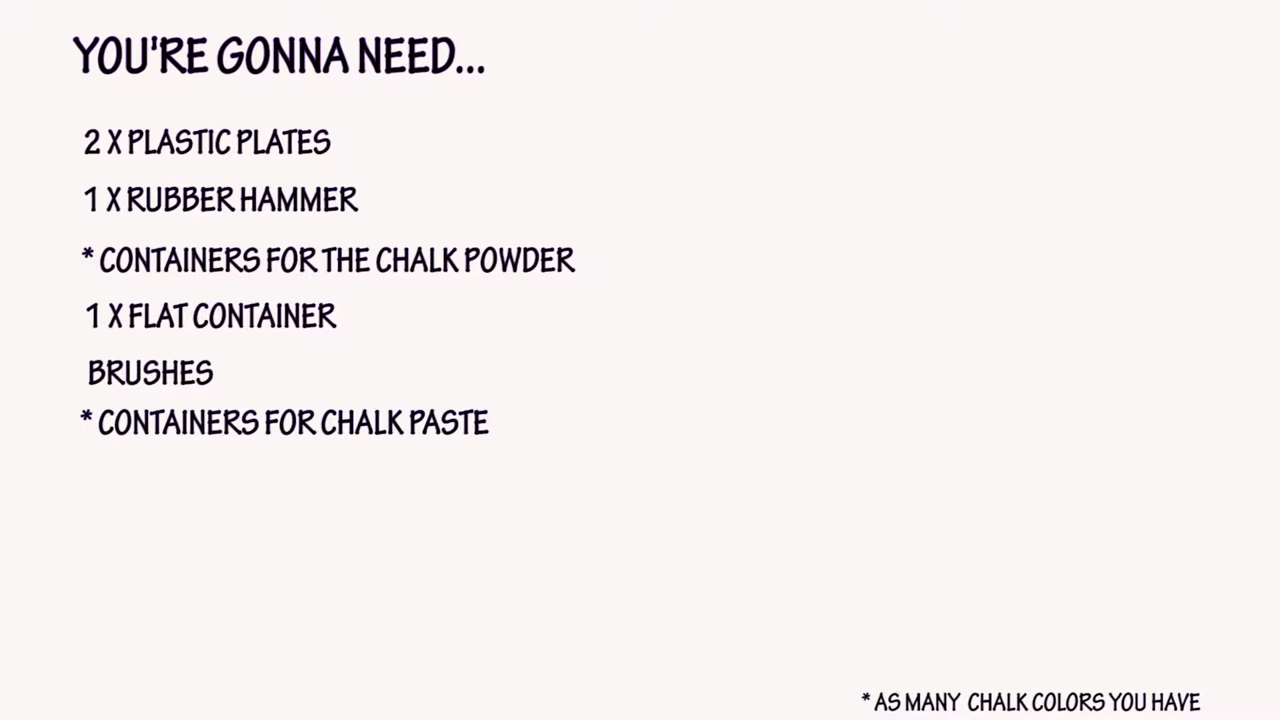 YOU'RE GONNA NEED...
2 X PLASTIC PLATES
1 X RUBBER HAMMER
* CONTAINERS FOR THE CHALK POWDER
1 X FLAT CONTAINER
BRUSHES
* CONTAINERS FOR CHALK PASTE
* AS MANY CHALK COLORS YOU HAVE